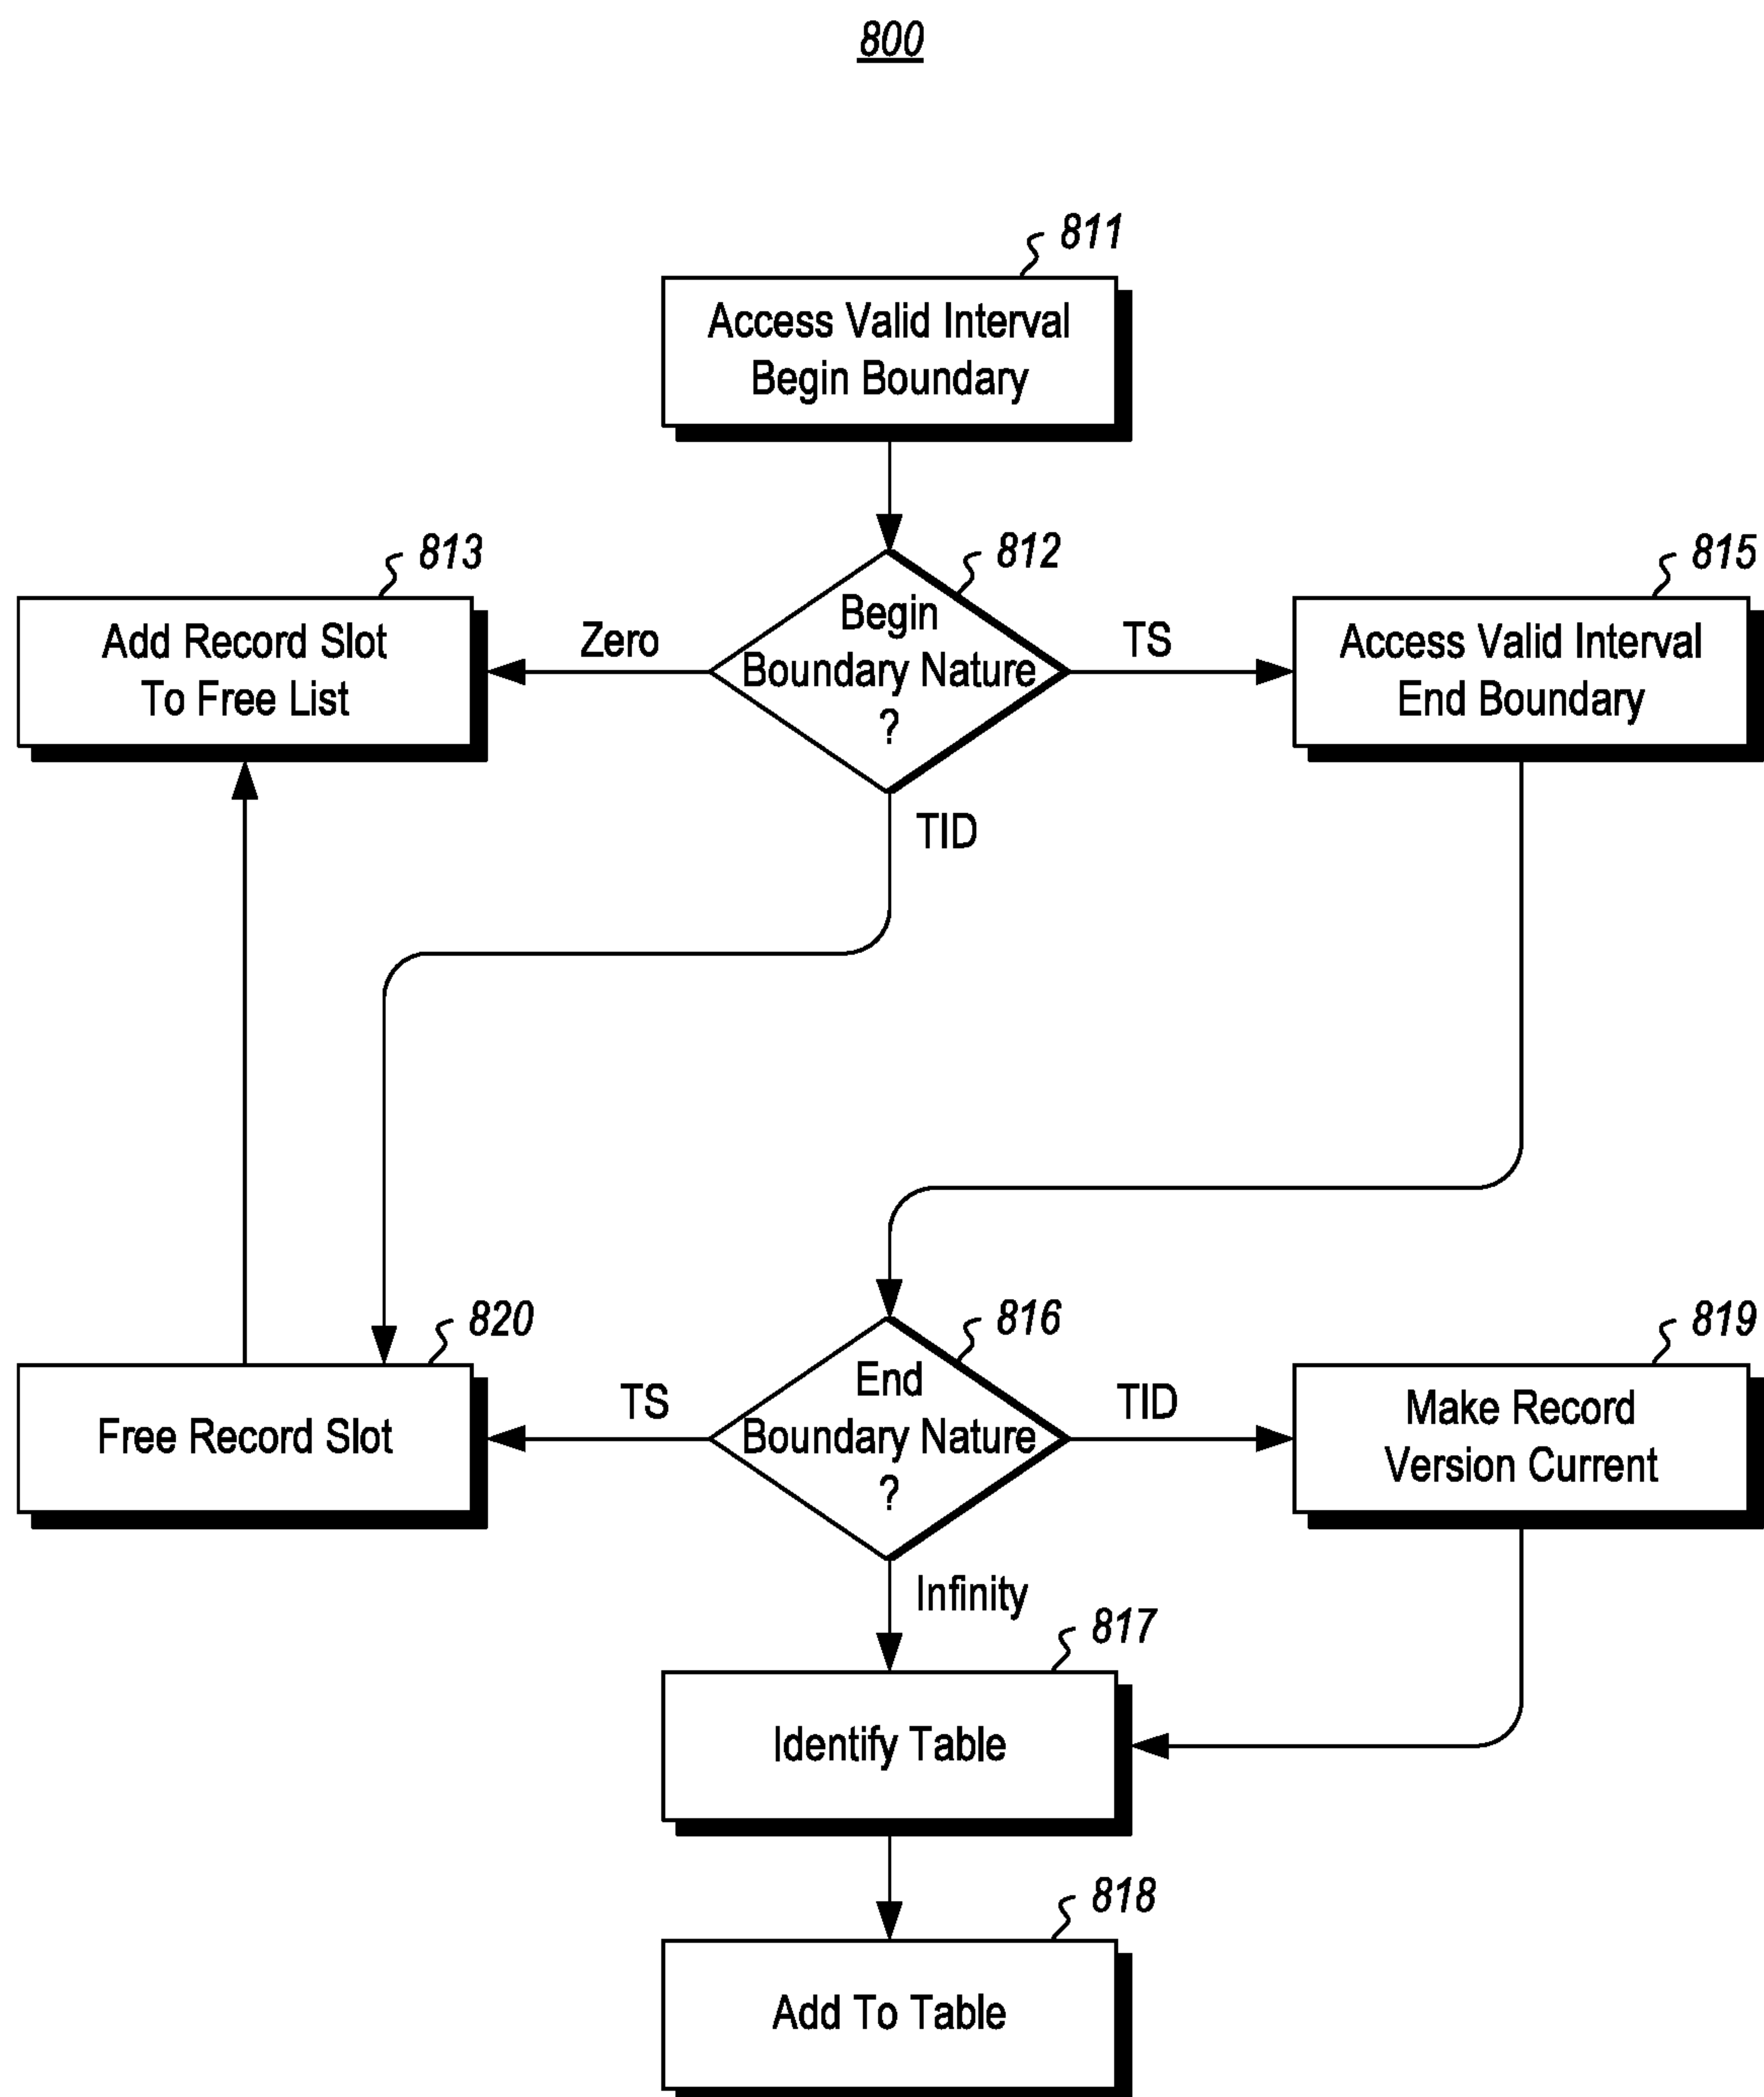 800
811
Access Valid Interval
Begin Boundary
813
Add Record Slot
To Free List
Zero
812
Begin
Boundary Nature
?
TS
815
Access Valid Interval
End Boundary
TID
820
Free Record Slot
TS
816
End
Boundary Nature
?
TID
819
Make Record
Version Current
Infinity
817
Identify Table
818
Add To Table